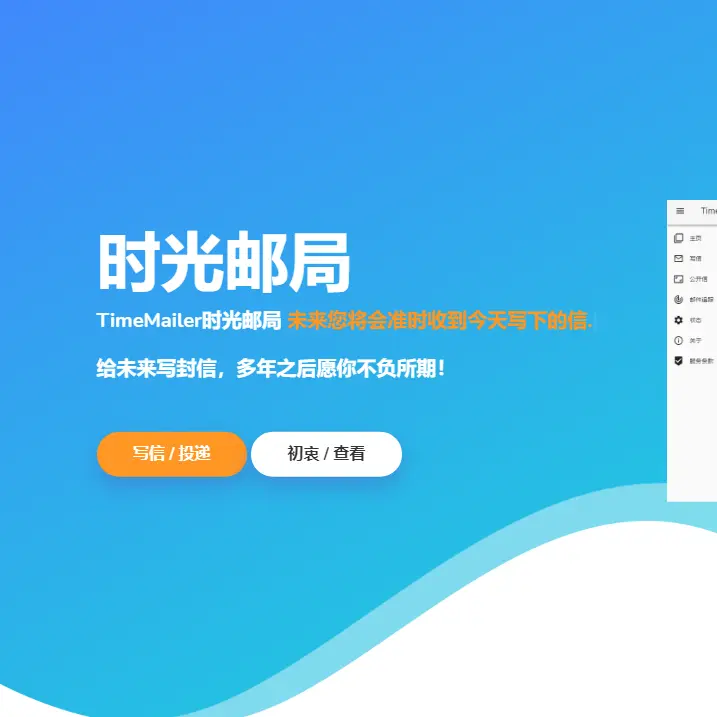 时光邮局
TimeMailer时光邮局 未来您将会准时收到今天写下的信.
给未来写封信，多年之后愿你不负所期！
写信 / 投递
初衷 / 查看
Time
主页
写信
公开信
邮件追踪
状态
关于
服务条款